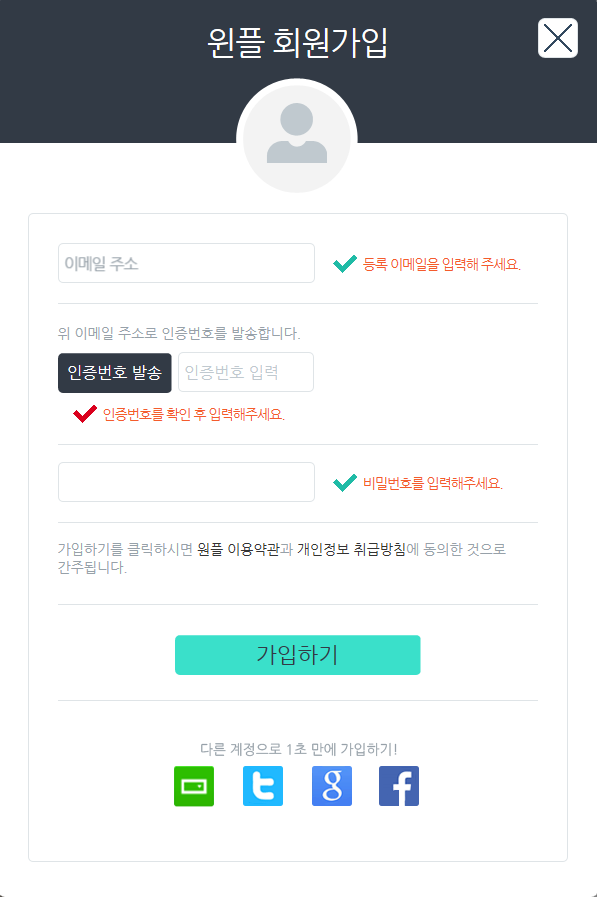 윈플 회원가입
이메일 주소
등록 이메일을 입력해 주세요.
위 이메일 주소로 인증번호를 발송합니다.
인증번호 발송
인증번호 입력
인증번호를 확인 후 입력해주세요.
비밀번호를 입력해주세요.
가입하기를 클릭하시면 원플 이용약관과 개인정보 취급방침에 동의한 것으로
간주됩니다.
가입하기
다른 계정으로 1초 만에 가입하기!